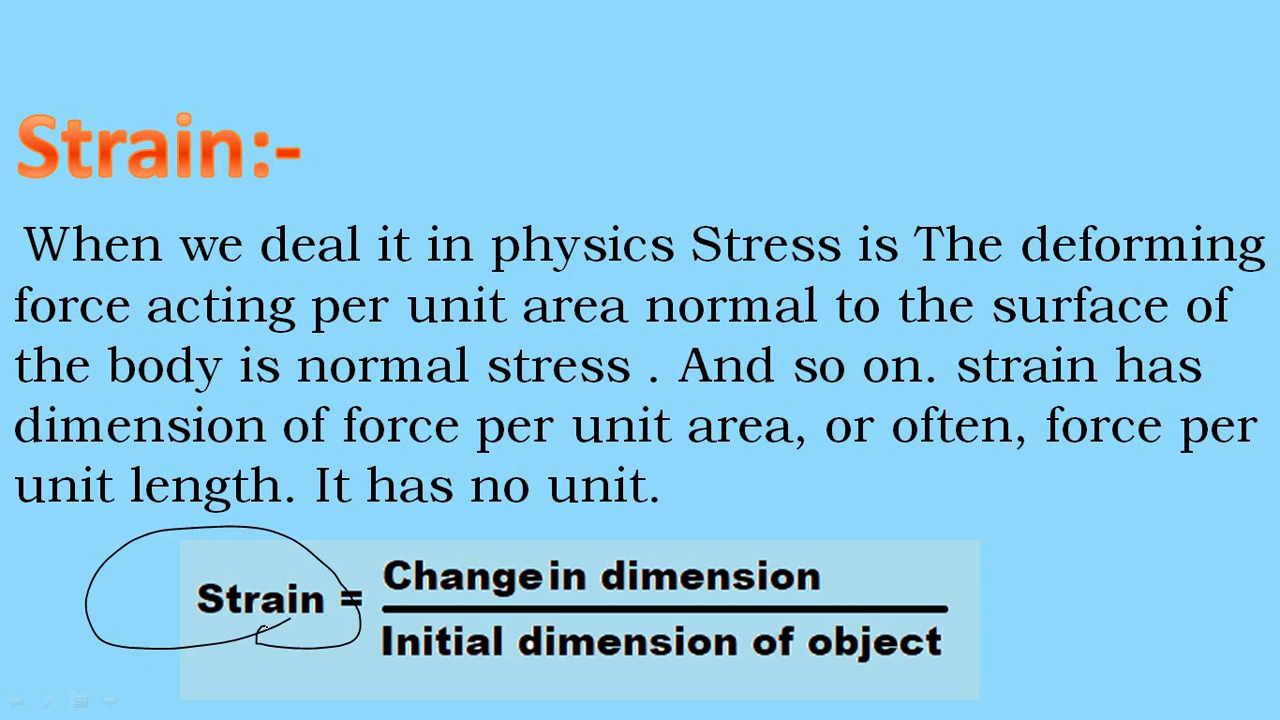 Strain:-
When we deal it in physics Stress is The deforming
force acting per unit area normal to the surface of
the body is normal stress . And so on. strain has
dimension of force per unit area, or often, force per
unit length. It has no unit.
Strain = Change in dimension
Initial dimension of object